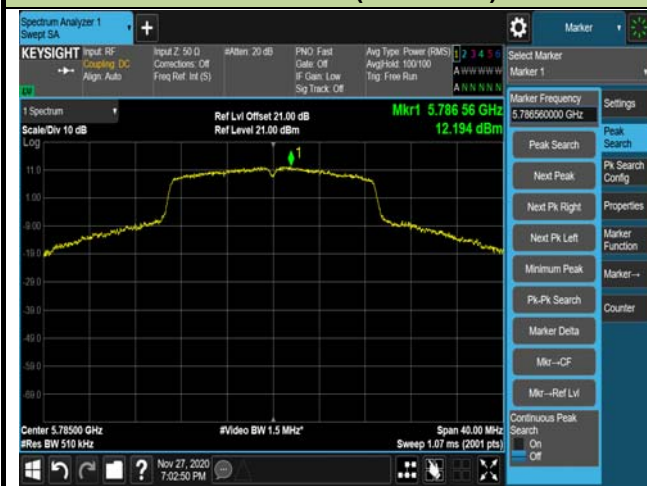 Spectrum Analyzer 1
Swept SA
Marker
KEYSIGHT
Input: RF
Coupling: DC
Align: Auto
Input Z: 50 Ω
Corrections: Off
Freq Ref: Int (S)
#Atten: 20 dB
PNO: Fast
Gate: Off
IF Gain: Low
Sig Track: Off
Avg Type: Power (RMS)
Avg|Hold: 100/100
Trig: Free Run
1 2 3 4 5 6
A W W W W W
A N N N N N
LV
Select Marker
Marker 1
1 Spectrum
Scale/Div 10 dB
Log
Ref Lvl Offset 21.00 dB
Ref Level 21.00 dBm
Mkr1 5.786 56 GHz
12.194 dBm
1
11.0
1.00
-9.00
-19.0
-29.0
-39.0
-49.0
-59.0
-69.0
Center 5.78500 GHz
#Res BW 510 kHz
#Video BW 1.5 MHz*
Span 40.00 MHz
Sweep 1.07 ms (2001 pts)
Marker Frequency
5.786560000 GHz
Peak Search
Next Peak
Next Pk Right
Next Pk Left
Minimum Peak
Pk-Pk Search
Marker Delta
Mkr→CF
Mkr→Ref Lvl
Continuous Peak
Search
On
Off
Settings
Peak
Search
Pk Search
Config
Properties
Marker
Function
Marker→
Counter
Nov 27, 2020
7:02:50 PM